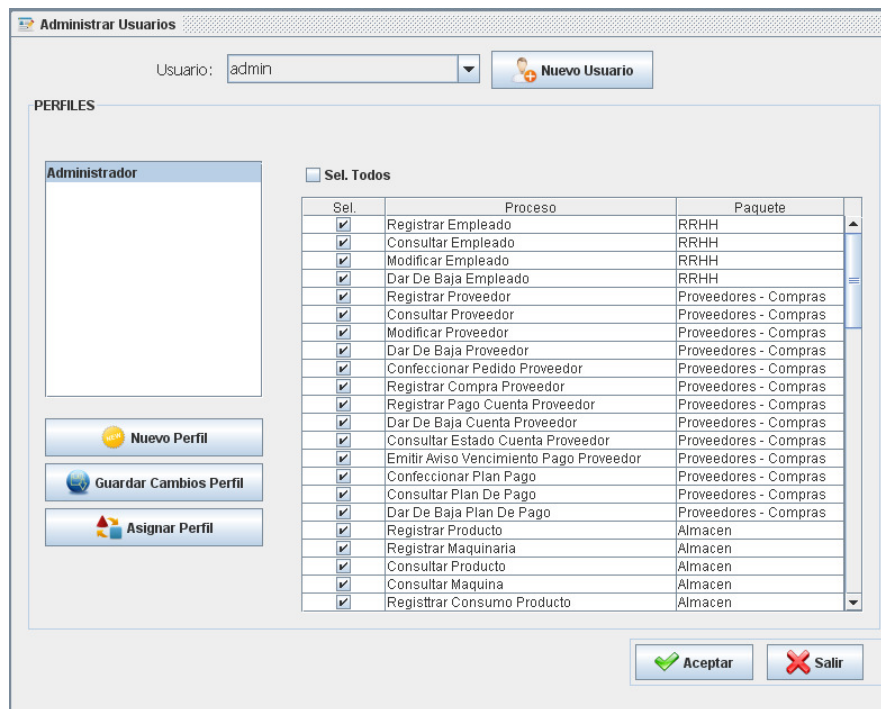 Administrar Usuarios
Usuario: admin Nuevo Usuario
PERFILES
Administrador
Sel. Todos
Sel. Proceso Paquete
Registrar Empleado RRHH
Consultar Empleado RRHH
Modificar Empleado RRHH
Dar De Baja Empleado RRHH
Registrar Proveedor Proveedores - Compras
Consultar Proveedor Proveedores - Compras
Modificar Proveedor Proveedores - Compras
Dar De Baja Proveedor Proveedores - Compras
Confeccionar Pedido Proveedor Proveedores - Compras
Registrar Compra Proveedor Proveedores - Compras
Registrar Pago Cuenta Proveedor Proveedores - Compras
Dar De Baja Cuenta Proveedor Proveedores - Compras
Consultar Estado Cuenta Proveedor Proveedores - Compras
Emitir Aviso Vencimiento Pago Proveedor Proveedores - Compras
Confeccionar Plan Pago Proveedores - Compras
Consultar Plan De Pago Proveedores - Compras
Dar De Baja Plan De Pago Proveedores - Compras
Registrar Producto Almacen
Registrar Maquinaria Almacen
Consultar Producto Almacen
Consultar Maquina Almacen
Registtrar Consumo Producto Almacen
NEW Nuevo Perfil
Guardar Cambios Perfil
Asignar Perfil
Aceptar Salir